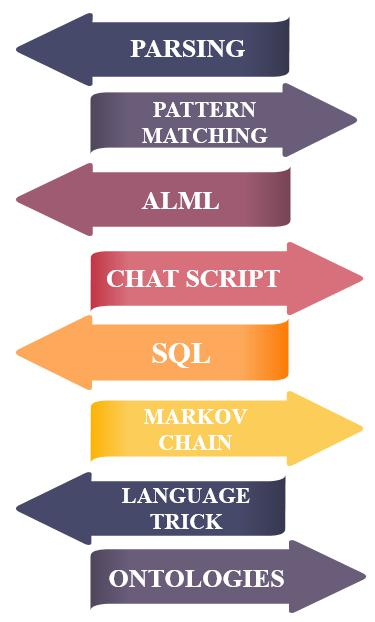 PARSING
PATTERN
MATCHING
ALML
CHAT SCRIPT
SQL
MARKOV
CHAIN
LANGUAGE
TRICK
ONTOLOGIES